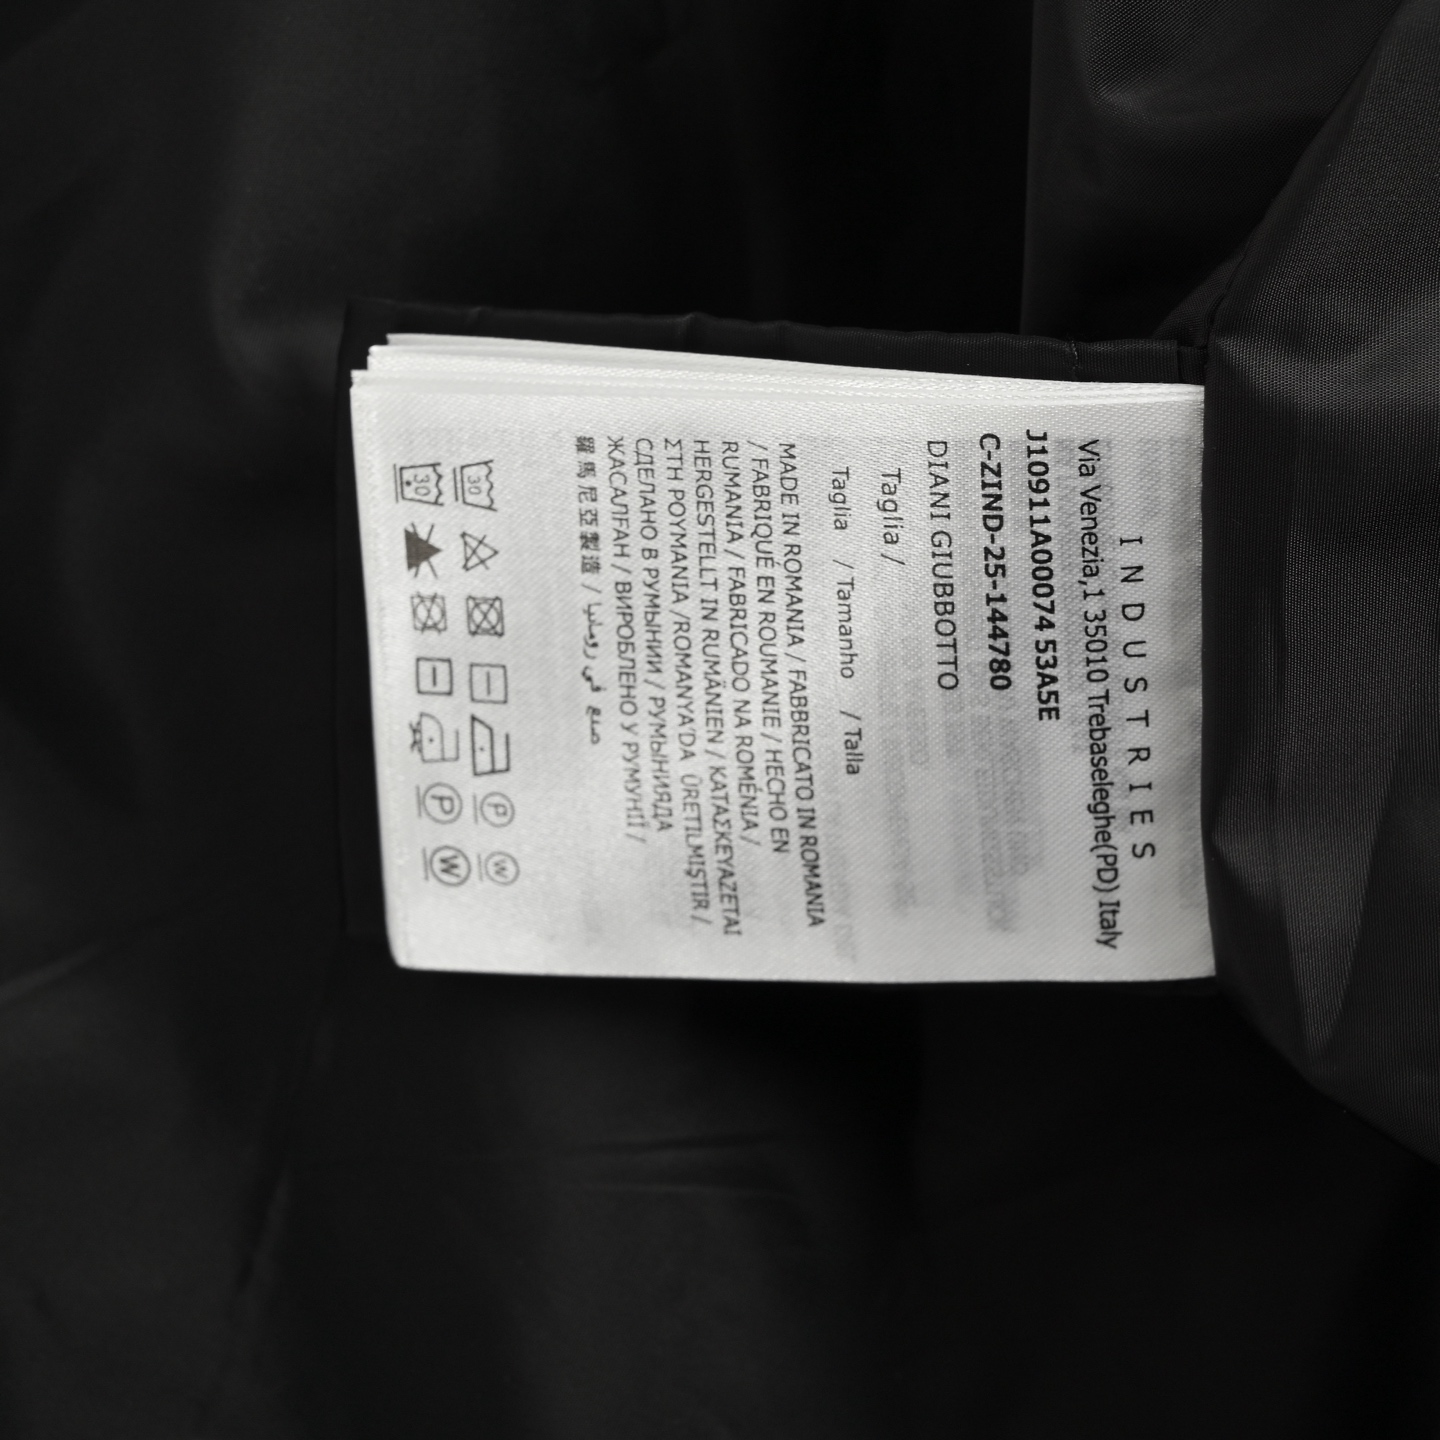 INDUSTRIES
Via Venezia,1 35010 Trebaseleghe(PD) Italy
J10911A00074 53A5E
C-ZIND-25-144780
DIANI GIUBBOTTO
Taglia /
Taglia / Tamanho / Talla
MADE IN ROMANIA / FABBRICATO IN ROMANIA
/ FABRIQUÉ EN ROUMANIE / HECHO EN
RUMANIA / FABRICADO NA ROMÉNIA /
HERGESTELLT IN RUMÄNIEN / ΚΑΤΑΣΚΕΥΑΖΕΤΑΙ
ΣΤΗ ΡΟΥΜΑΝΙΑ /ROMANYA'DA ÜRETILMIŞTIR /
СДЕЛАНО В РУМЫНИИ / РУМЫНИЯДА
ЖАСАЛҒАН / ВИРОБЛЕНО У РУМУНІЇ /
羅馬尼亞製造 / صنع في رومانيا
30 P W
30 P W